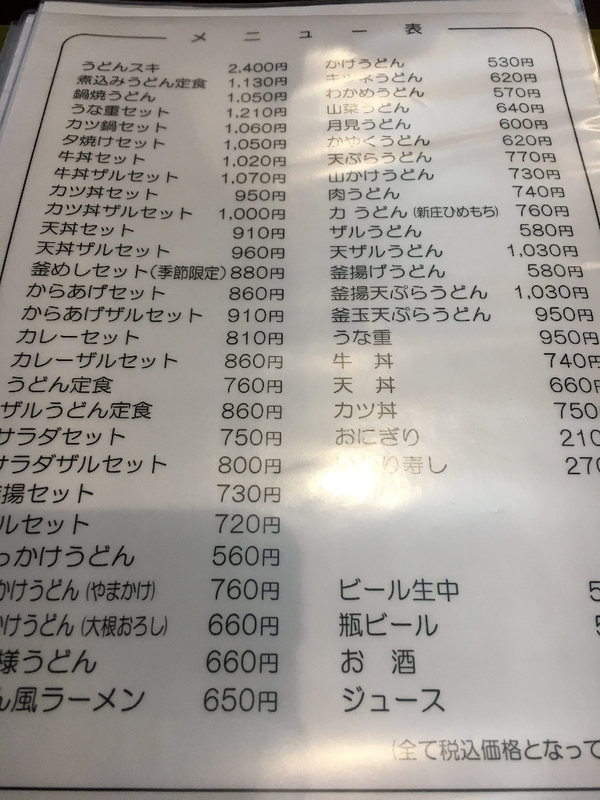 メニュー表
うどんスキ 2,400円
煮込みうどん定食 1,130円
鍋焼うどん 1,050円
うな重セット 1,210円
カツ鍋セット 1,060円
夕焼けセット 1,050円
牛丼セット 1,020円
牛丼ザルセット 1,070円
カツ丼セット 950円
カツ丼ザルセット 1,000円
天丼セット 910円
天丼ザルセット 960円
釜めしセット(季節限定) 880円
からあげセット 860円
からあげザルセット 910円
カレーセット 810円
カレーザルセット 860円
うどん定食 760円
ザルうどん定食 860円
サラダセット 750円
サラダザルセット 800円
揚セット 730円
ルセット 720円
っかけうどん 560円
かけうどん(やまかけ) 760円
かけうどん(大根おろし) 660円
様うどん 660円
ん風ラーメン 650円
かけうどん 530円
キツネうどん 620円
わかめうどん 570円
山菜うどん 640円
月見うどん 600円
かやくうどん 620円
天ぷらうどん 770円
山かけうどん 730円
肉うどん 740円
力うどん(新庄ひめもち) 760円
ザルうどん 580円
天ザルうどん 1,030円
釜揚げうどん 580円
釜揚天ぷらうどん 1,030円
釜玉天ぷらうどん 950円
うな重 950円
牛丼 740円
天丼 660円
カツ丼 750
おにぎり 210
り寿し 270
ビール生中 5
瓶ビール 5
お酒
ジュース
(全て税込価格となって